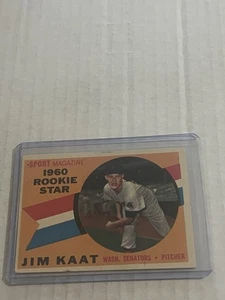 SPORT MAGAZINE
1960
ROOKIE
STAR
JIM KAAT
WASH. SENATORS • PITCHER